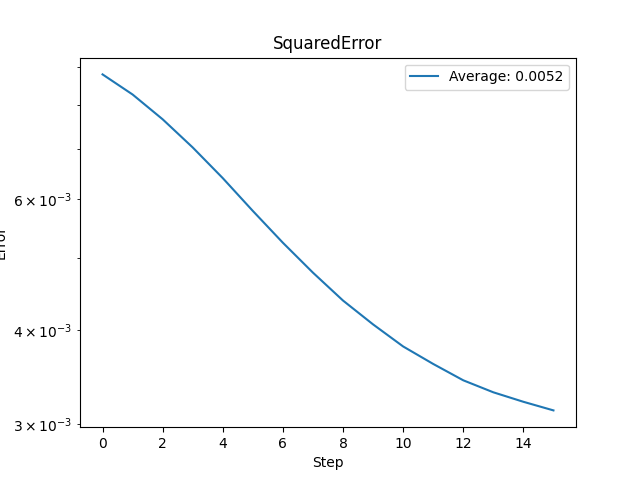 SquaredError
Average: 0.0052
6 × 10⁻³
4 × 10⁻³
3 × 10⁻³
Error
0 2 4 6 8 10 12 14
Step